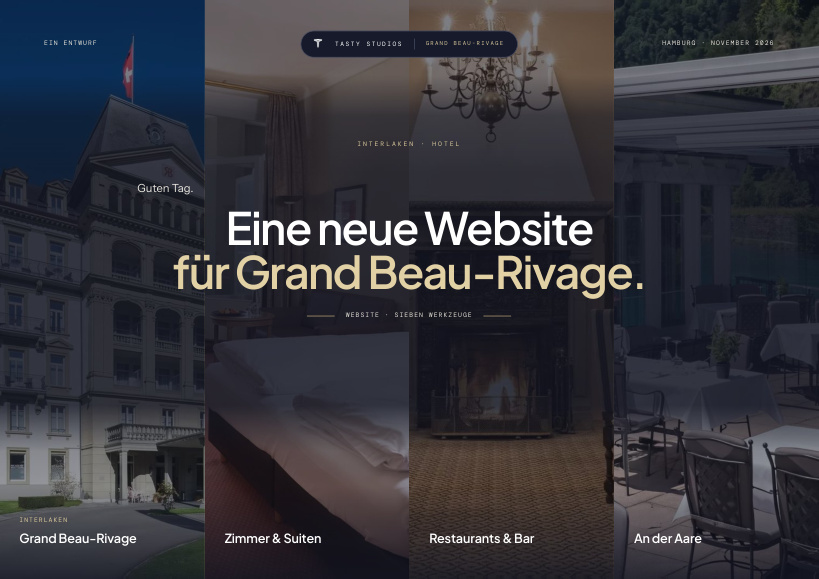 EIN ENTWURF
TASTY STUDIOS
GRAND BEAU-RIVAGE
HAMBURG · NOVEMBER 2026
INTERLAKEN · HOTEL
Guten Tag.
Eine neue Website
für Grand Beau-Rivage.
WEBSITE · SIEBEN WERKZEUGE
INTERLAKEN
Grand Beau-Rivage
Zimmer & Suiten
Restaurants & Bar
An der Aare